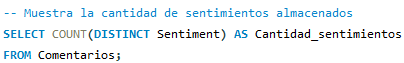 -- Muestra la cantidad de sentimientos almacenados
SELECT COUNT(DISTINCT Sentiment) AS Cantidad_sentimientos
FROM Comentarios;